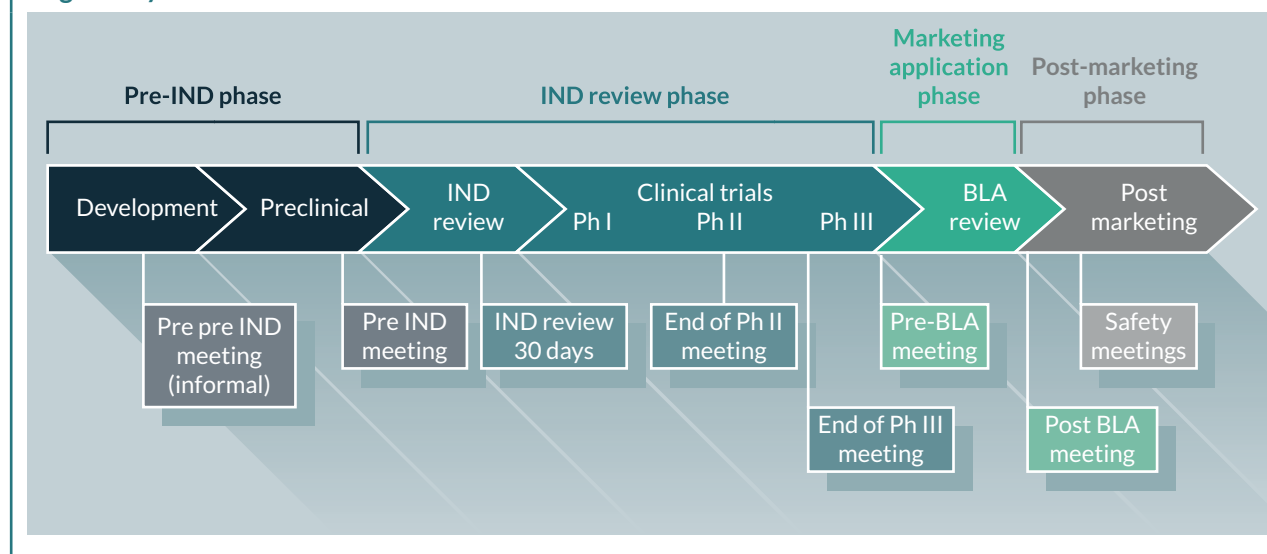 Marketing
application
phase
Post-marketing
phase
Pre-IND phase
IND review phase
Development
Preclinical
IND
review
Clinical trials
Ph I
Ph II
Ph III
BLA
review
Post
marketing
Pre pre IND
meeting
(informal)
Pre IND
meeting
IND review
30 days
End of Ph II
meeting
Pre-BLA
meeting
Safety
meetings
End of Ph III
meeting
Post BLA
meeting